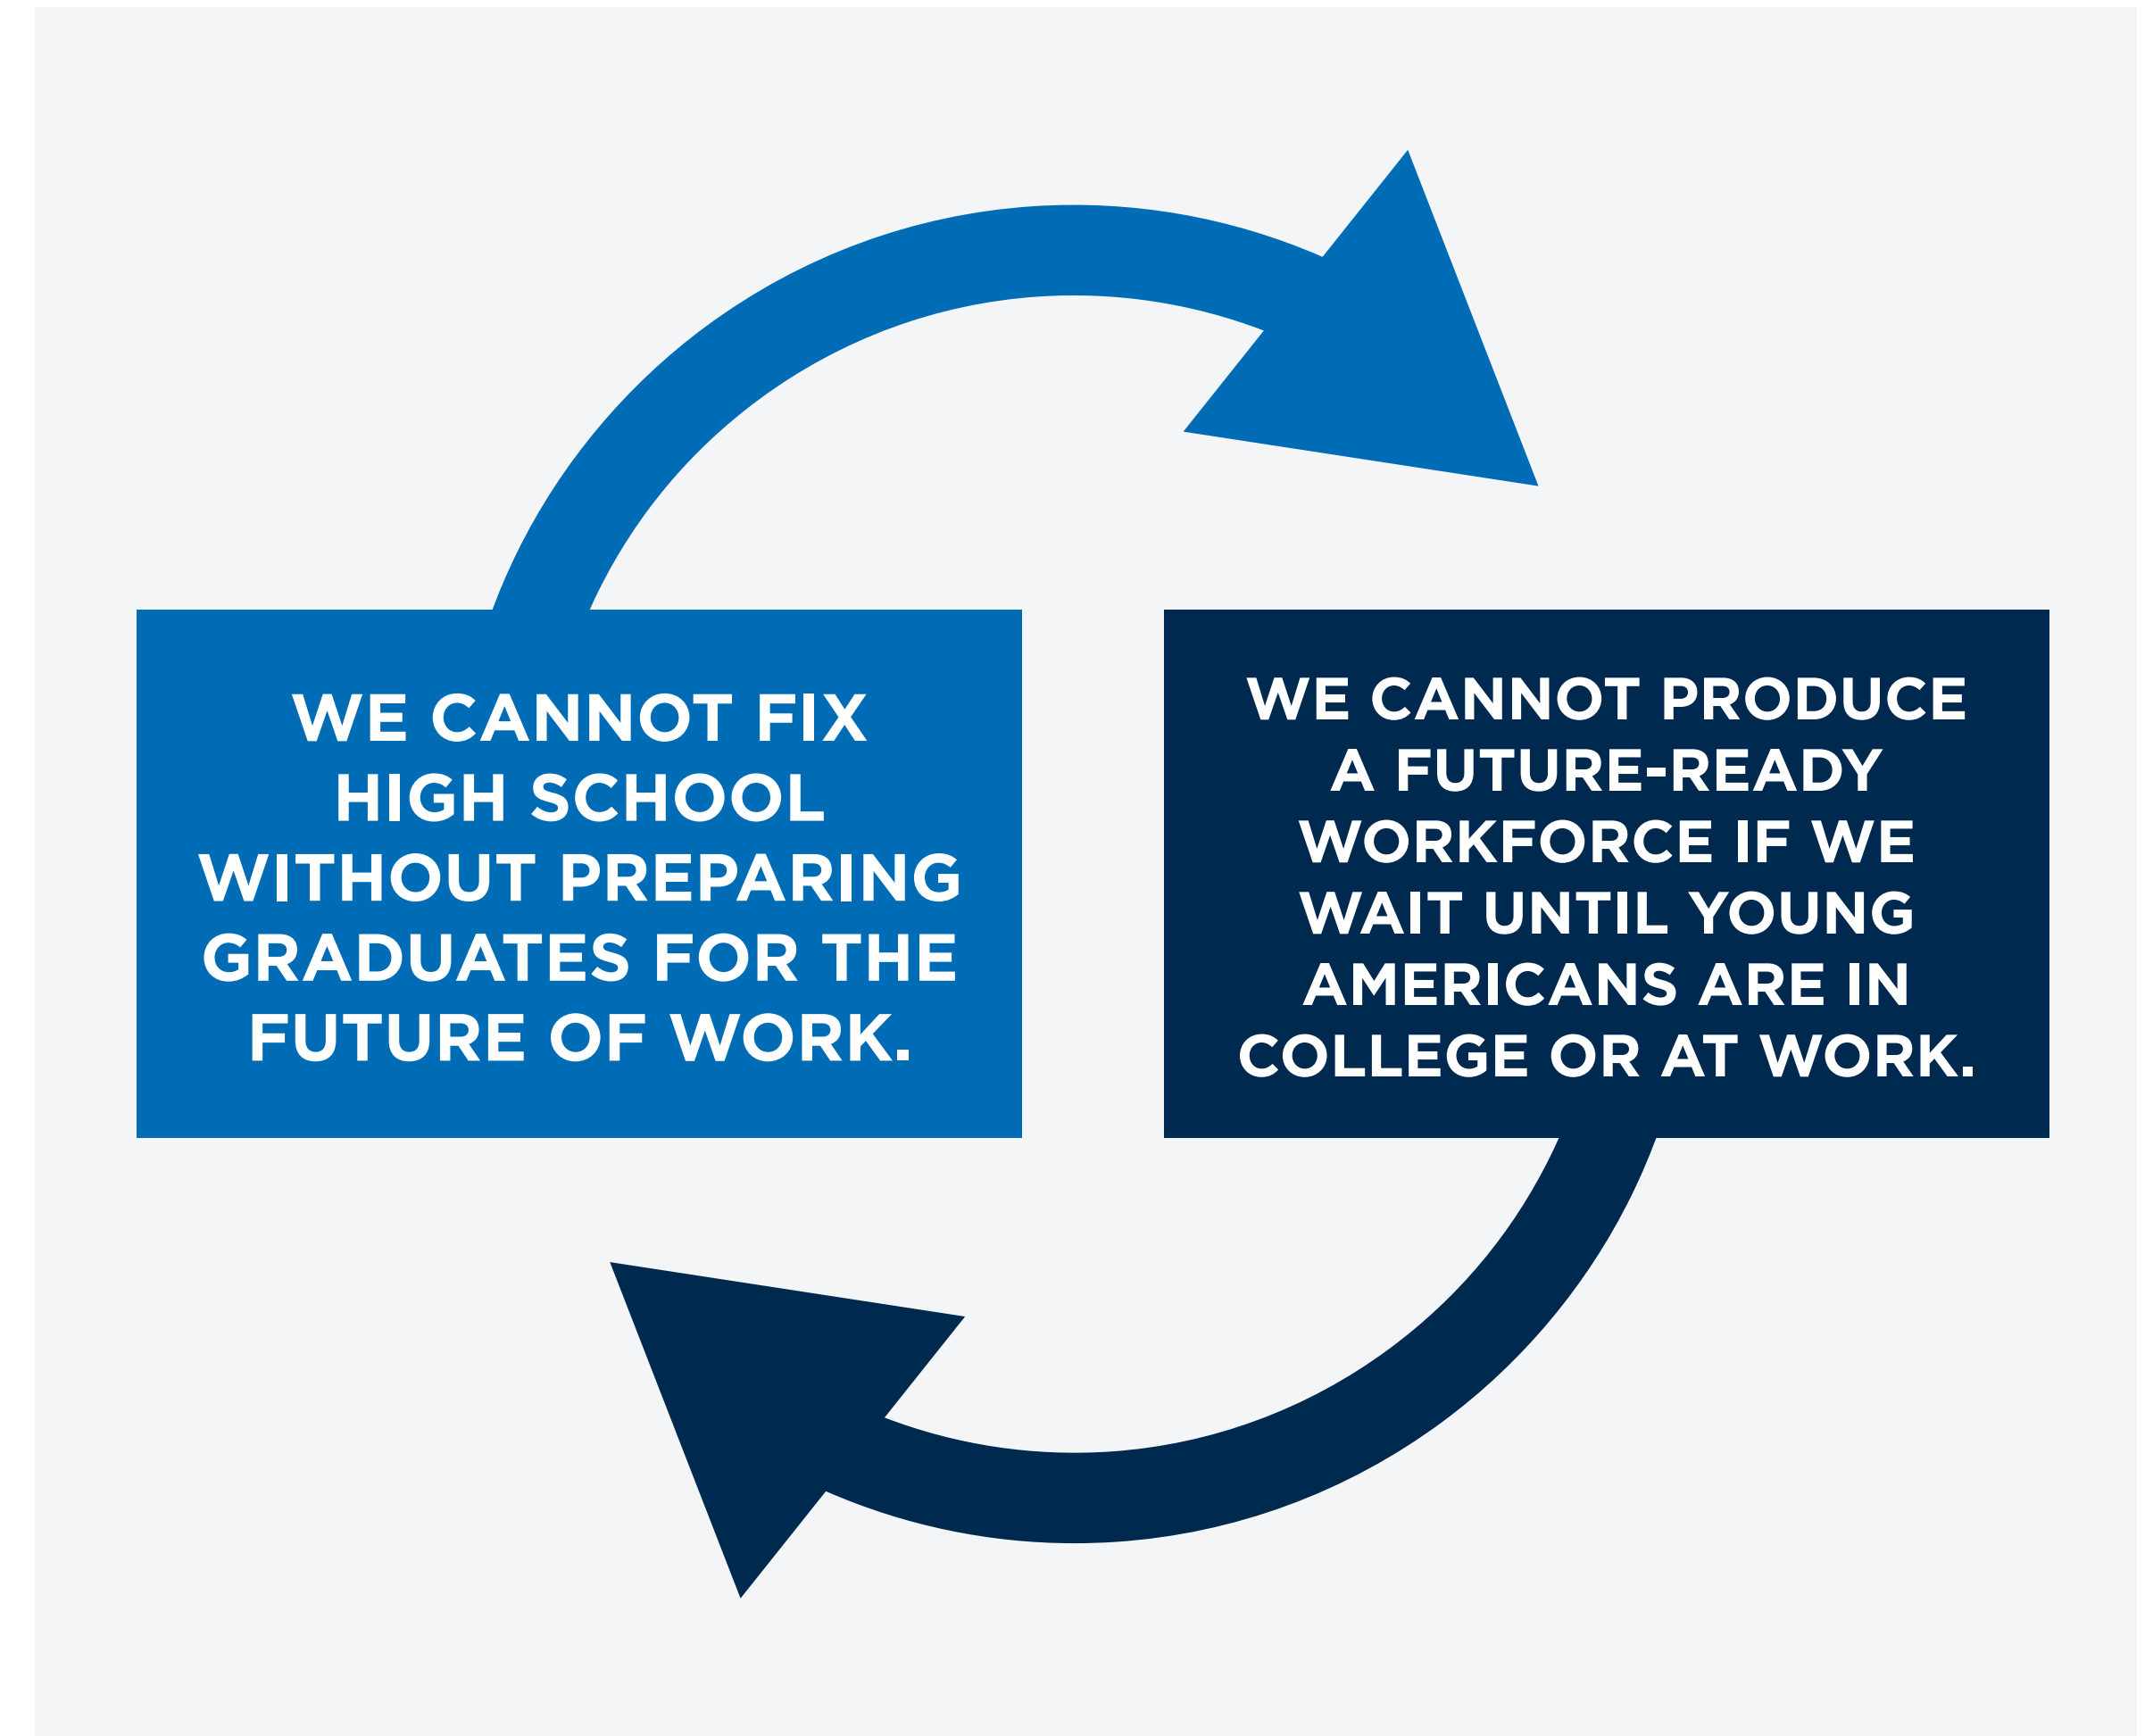 WE CANNOT FIX
HIGH SCHOOL
WITHOUT PREPARING
GRADUATES FOR THE
FUTURE OF WORK.
WE CANNOT PRODUCE
A FUTURE-READY
WORKFORCE IF WE
WAIT UNTIL YOUNG
AMERICANS ARE IN
COLLEGE OR AT WORK.